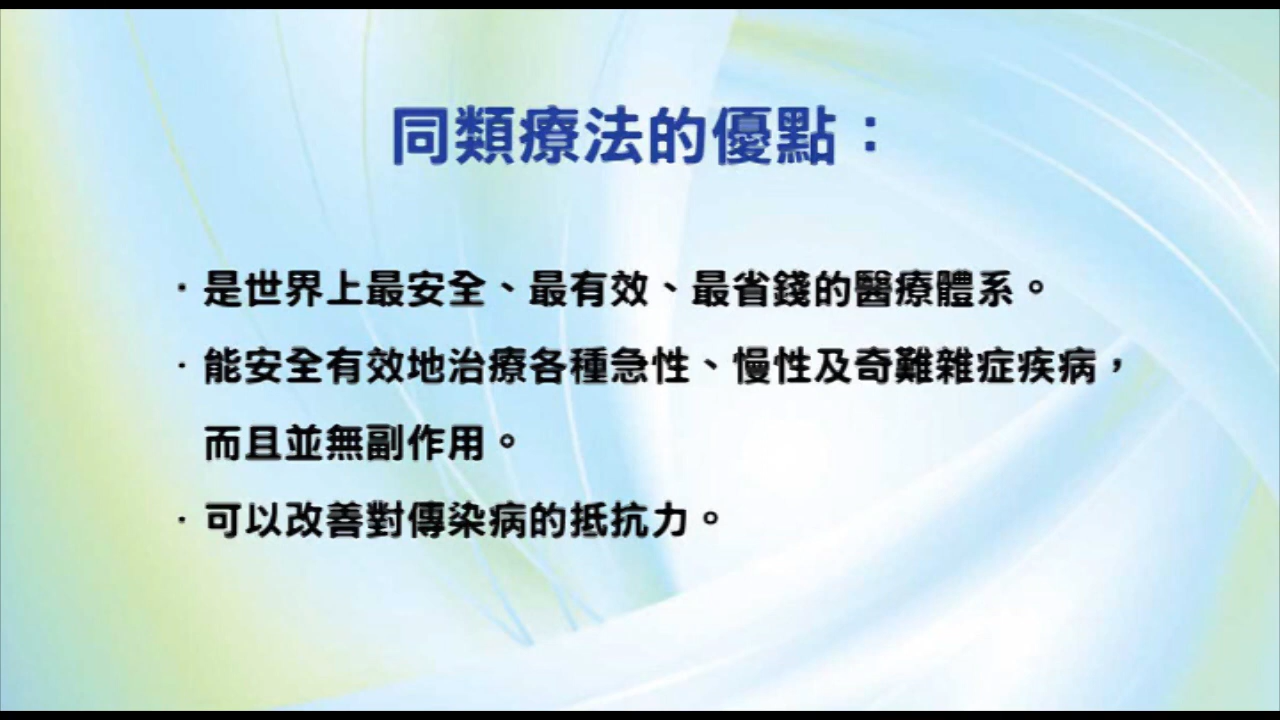 同類療法的優點：
·是世界上最安全、最有效、最省錢的醫療體系。
·能安全有效地治療各種急性、慢性及奇難雜症疾病，
而且並無副作用。
·可以改善對傳染病的抵抗力。